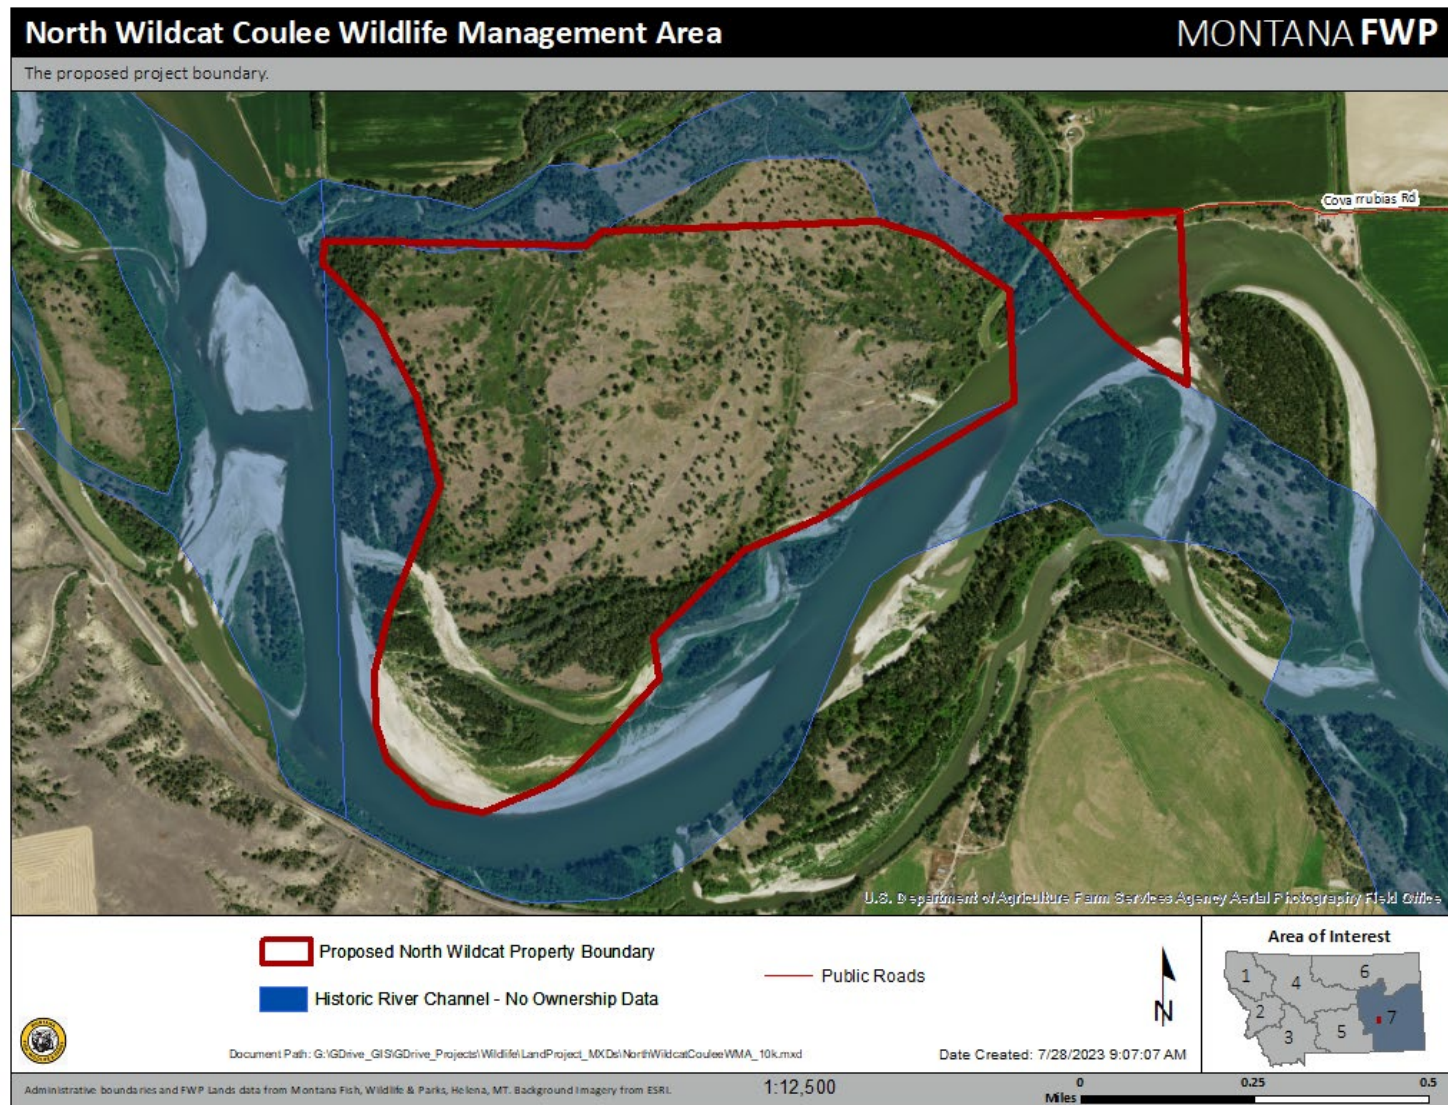 North Wildcat Coulee Wildlife Management Area
MONTANA FWP
The proposed project boundary.
Covarrubias Rd
U.S. Department of Agriculture Farm Services Agency Aerial Photography Field Office
Proposed North Wildcat Property Boundary
Historic River Channel - No Ownership Data
Public Roads
N
Area of Interest
1
4
6
2
7
3
5
Document Path: G:\GDrive_GIS\GDrive_Projects\Wildlife\LandProject_MXDs\NorthWildcatCouleeWMA_10k.mxd
Date Created: 7/28/2023 9:07:07 AM
Administrative boundaries and FWP Lands data from Montana Fish, Wildlife & Parks, Helena, MT. Background Imagery from ESRI.
1:12,500
0 0.25 0.5
Miles